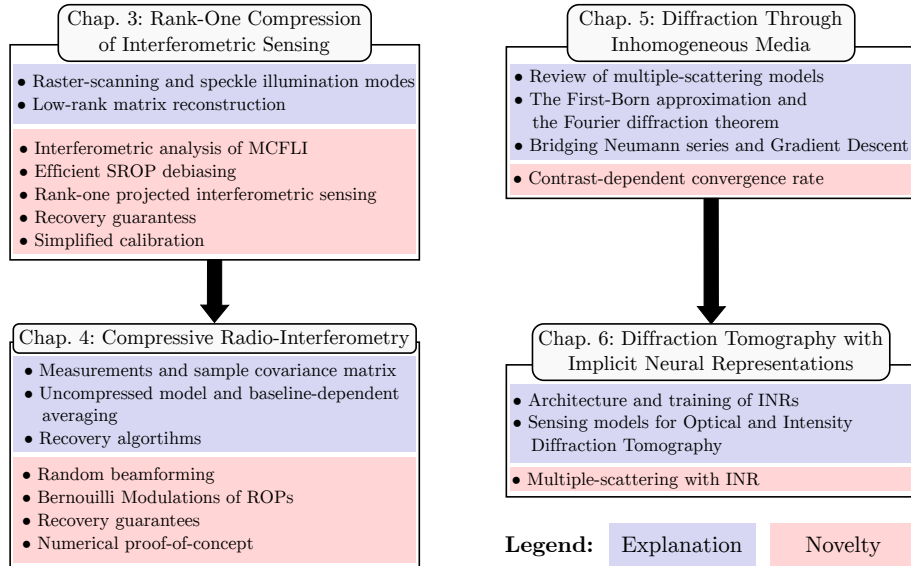 Chap. 3: Rank-One Compression
of Interferometric Sensing
● Raster-scanning and speckle illumination modes
● Low-rank matrix reconstruction
● Interferometric analysis of MCFLI
● Efficient SROP debiasing
● Rank-one projected interferometric sensing
● Recovery guarantess
● Simplified calibration
Chap. 4: Compressive Radio-Interferometry
● Measurements and sample covariance matrix
● Uncompressed model and baseline-dependent
averaging
● Recovery algortihms
● Random beamforming
● Bernouilli Modulations of ROPs
● Recovery guarantees
● Numerical proof-of-concept
Chap. 5: Diffraction Through
Inhomogeneous Media
● Review of multiple-scattering models
● The First-Born approximation and
the Fourier diffraction theorem
● Bridging Neumann series and Gradient Descent
● Contrast-dependent convergence rate
Chap. 6: Diffraction Tomography with
Implicit Neural Representations
● Architecture and training of INRs
● Sensing models for Optical and Intensity
Diffraction Tomography
● Multiple-scattering with INR
Legend: Explanation Novelty